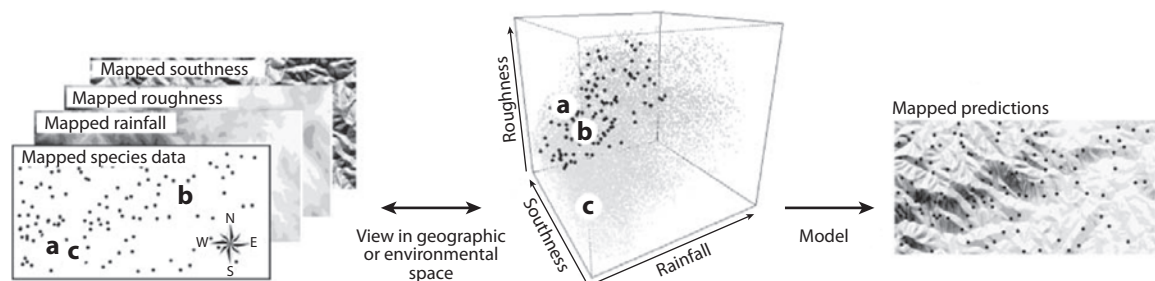 Mapped southness
Mapped roughness
Mapped rainfall
Mapped species data
b
a
c
N
W
E
S
View in geographic
or environmental
space
Roughness
a
b
c
Southness
Rainfall
Model
Mapped predictions